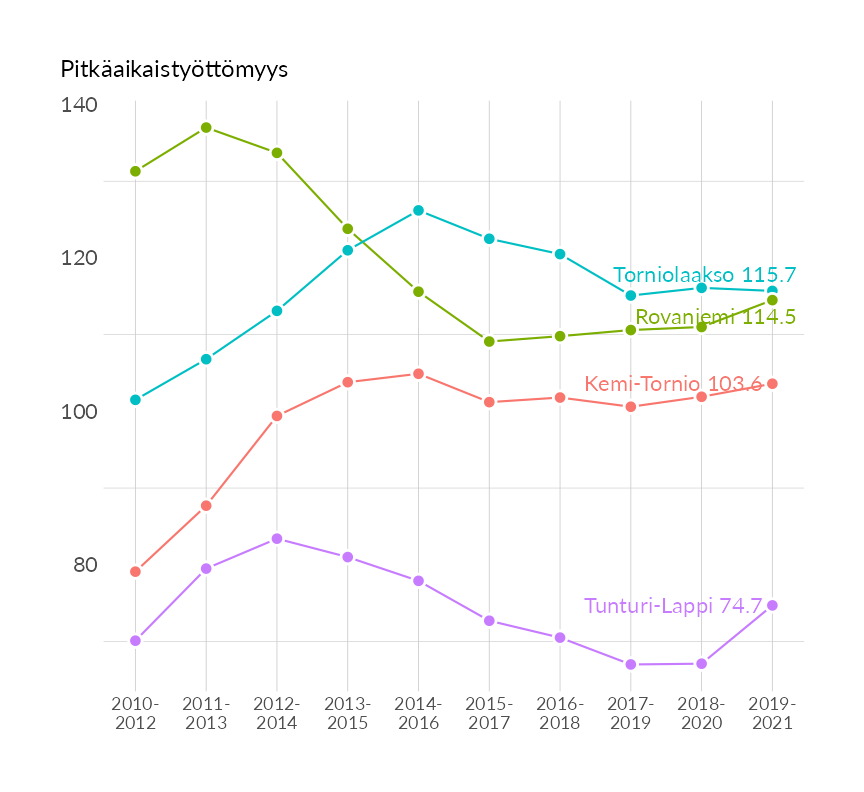 Pitkäaikaistyöttömyys
140
120
100
80
Torniolaakso 115.7
Rovaniemi 114.5
Kemi-Tornio 103.6
Tunturi-Lappi 74.7
2010- 2011- 2012- 2013- 2014- 2015- 2016- 2017- 2018- 2019-
2012 2013 2014 2015 2016 2017 2018 2019 2020 2021